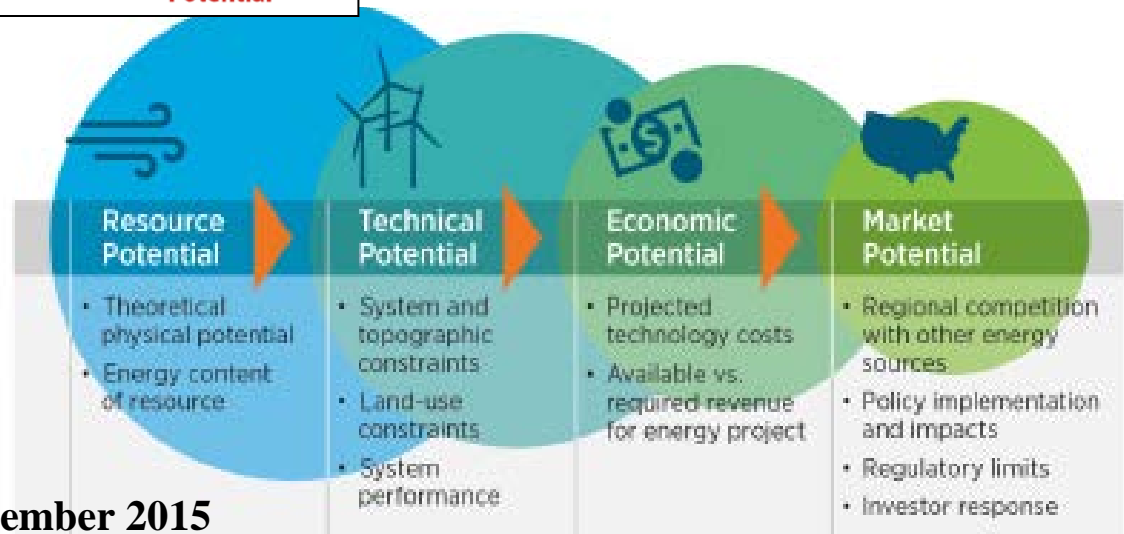 Potential
Resource
Potential
• Theoretical
physical potential
• Energy content
of resource
Technical
Potential
• System and
topographic
constraints
• Land-use
constraints
• System
performance
Economic
Potential
• Projected
technology costs
• Available vs.
required revenue
for energy project
Market
Potential
• Regional competition
with other energy
sources
• Policy implementation
and impacts
• Regulatory limits
• Investor response
ember 2015